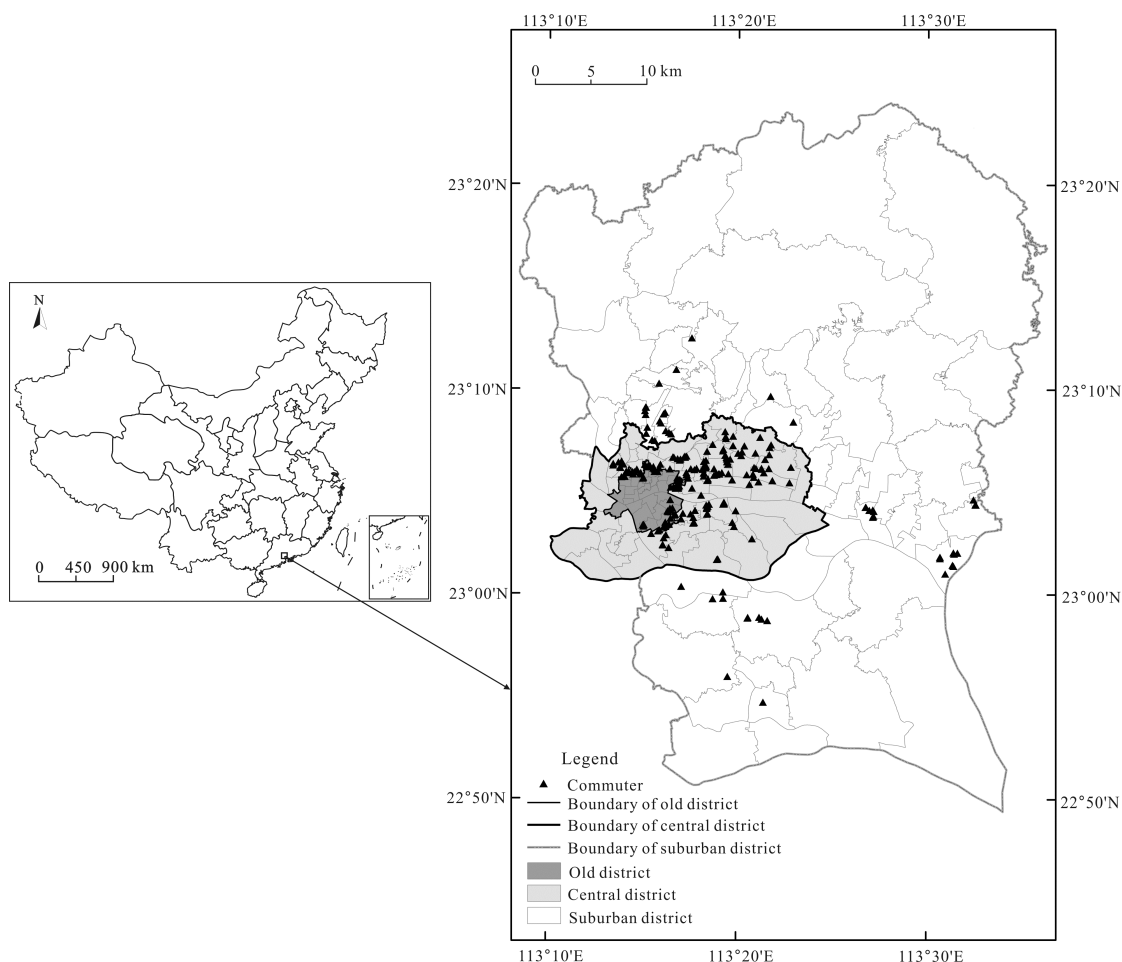 113°10'E 113°20'E 113°30'E
0 5 10 km
23°20'N 23°20'N
N
23°10'N 23°10'N
0 450 900 km
23°00'N 23°00'N
Legend
Commuter
Boundary of old district
Boundary of central district
Boundary of suburban district
Old district
Central district
Suburban district
22°50'N 22°50'N
113°10'E 113°20'E 113°30'E